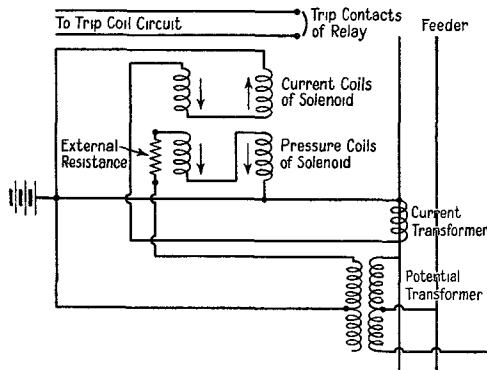 To Trip Coil Circuit
Trip Contacts
of Relay
Feeder
Current Coils
of Solenoid
External
Resistance
Pressure Coils
of Solenoid
Current
Transformer
Potential
Transformer